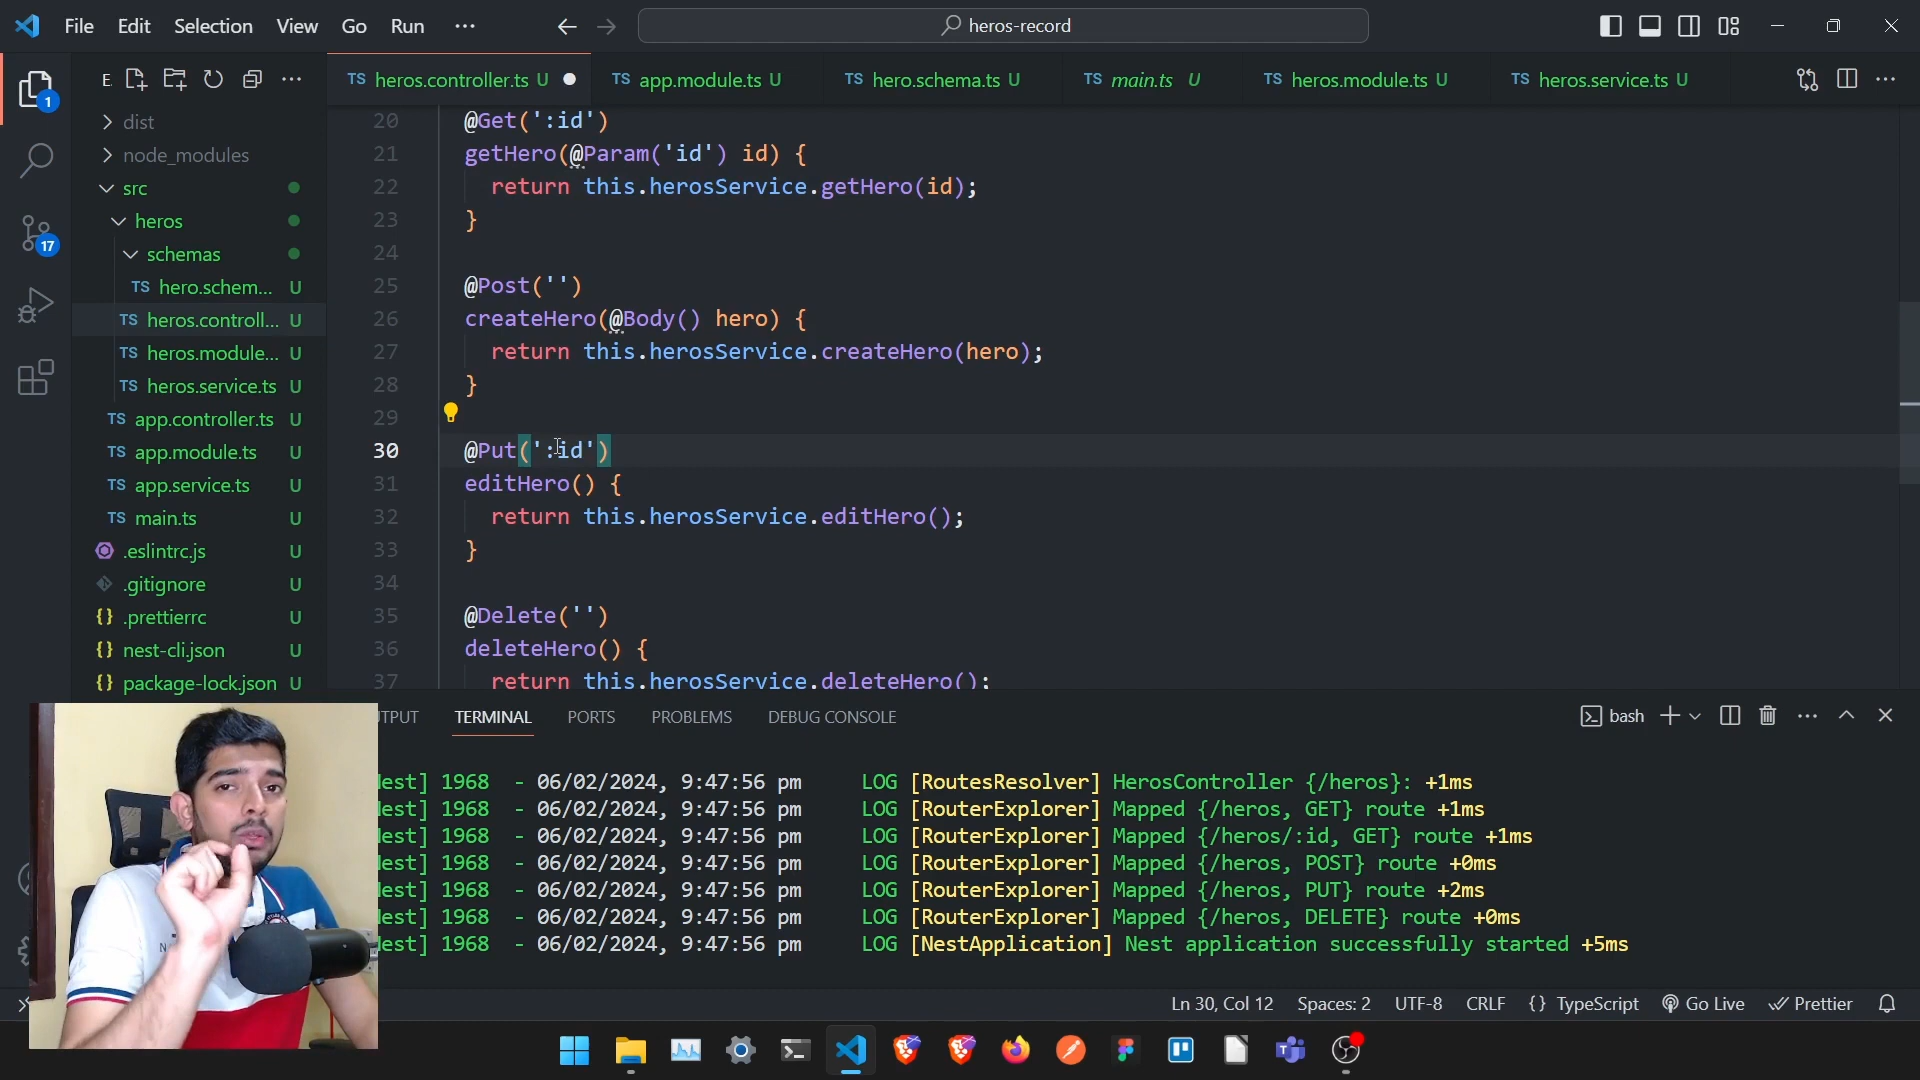 File Edit Selection View Go Run ···
heros-record
E
TS heros.controller.ts U
TS app.module.ts U
TS hero.schema.ts U
TS main.ts U
TS heros.module.ts U
TS heros.service.ts U
1
17
dist
node_modules
src
heros
schemas
TS hero.schem... U
TS heros.controll... U
TS heros.module... U
TS heros.service.ts U
TS app.controller.ts U
TS app.module.ts U
TS app.service.ts U
TS main.ts U
.eslintrc.js U
.gitignore U
{} .prettierrc U
{} nest-cli.json U
{} package-lock.json U
20 @Get(':id')
21 getHero(@Param('id') id) {
22 return this.herosService.getHero(id);
23 }
24
25 @Post('')
26 createHero(@Body() hero) {
27 return this.herosService.createHero(hero);
28 }
29
30 @Put(':id')
31 editHero() {
32 return this.herosService.editHero();
33 }
34
35 @Delete('')
36 deleteHero() {
37 return this.herosService.deleteHero();
TPUT TERMINAL PORTS PROBLEMS DEBUG CONSOLE
bash
est] 1968 - 06/02/2024, 9:47:56 pm LOG [RoutesResolver] HerosController {/heros}: +1ms
est] 1968 - 06/02/2024, 9:47:56 pm LOG [RouterExplorer] Mapped {/heros, GET} route +1ms
est] 1968 - 06/02/2024, 9:47:56 pm LOG [RouterExplorer] Mapped {/heros/:id, GET} route +1ms
est] 1968 - 06/02/2024, 9:47:56 pm LOG [RouterExplorer] Mapped {/heros, POST} route +0ms
est] 1968 - 06/02/2024, 9:47:56 pm LOG [RouterExplorer] Mapped {/heros, PUT} route +2ms
est] 1968 - 06/02/2024, 9:47:56 pm LOG [RouterExplorer] Mapped {/heros, DELETE} route +0ms
est] 1968 - 06/02/2024, 9:47:56 pm LOG [NestApplication] Nest application successfully started +5ms
Ln 30, Col 12 Spaces: 2 UTF-8 CRLF {} TypeScript Go Live Prettier